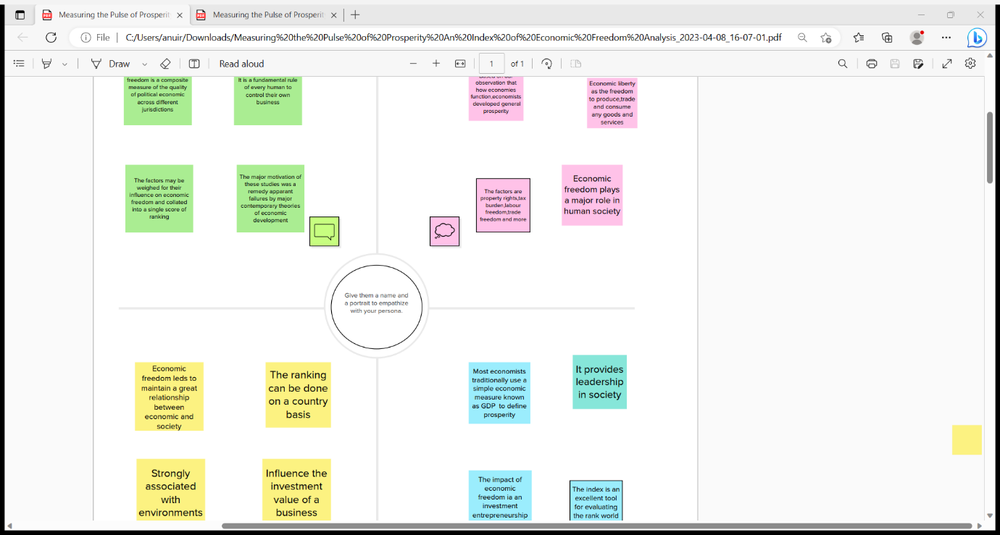 Measuring the Pulse of Prosperit
Measuring the Pulse of Prosperit
File
C:/Users/anuir/Downloads/Measuring%20the%20Pulse%20of%20Prosperity%20An%20Index%20of%20Economic%20Freedom%20Analysis_2023-04-08_16-07-01.pdf
Draw
Read aloud
1
of 1
freedom is a composite
measure of the quality
of political economic
across different
jurisdictions
It is a fundamental rule
of every human to
control their own
business
Based on our
observation that
how economies
function,economists
developed general
prosperity
Economic liberty
as the freedom
to produce,trade
and consume
any goods and
services
The factors may be
weighed for their
influence on economic
freedom and collated
into a single score of
ranking
The major motivation of
these studies was a
remedy apparant
failures by major
contemporary theories
of economic
development
The factors are
property rights,tax
burden,labour
freedom,trade
freedom and more
Economic
freedom plays
a major role in
human society
Give them a name and
a portrait to empathize
with your persona.
Economic
freedom leds to
maintain a great
relationship
between
economic and
society
The ranking
can be done
on a country
basis
Most economists
traditionally use a
simple economic
measure known
as GDP to define
prosperity
It provides
leadership
in society
Strongly
associated
with
environments
Influence the
investment
value of a
business
The impact of
economic
freedom ia an
investment
entrepreneurship
The index is an
excellent tool
for evaluating
the rank world